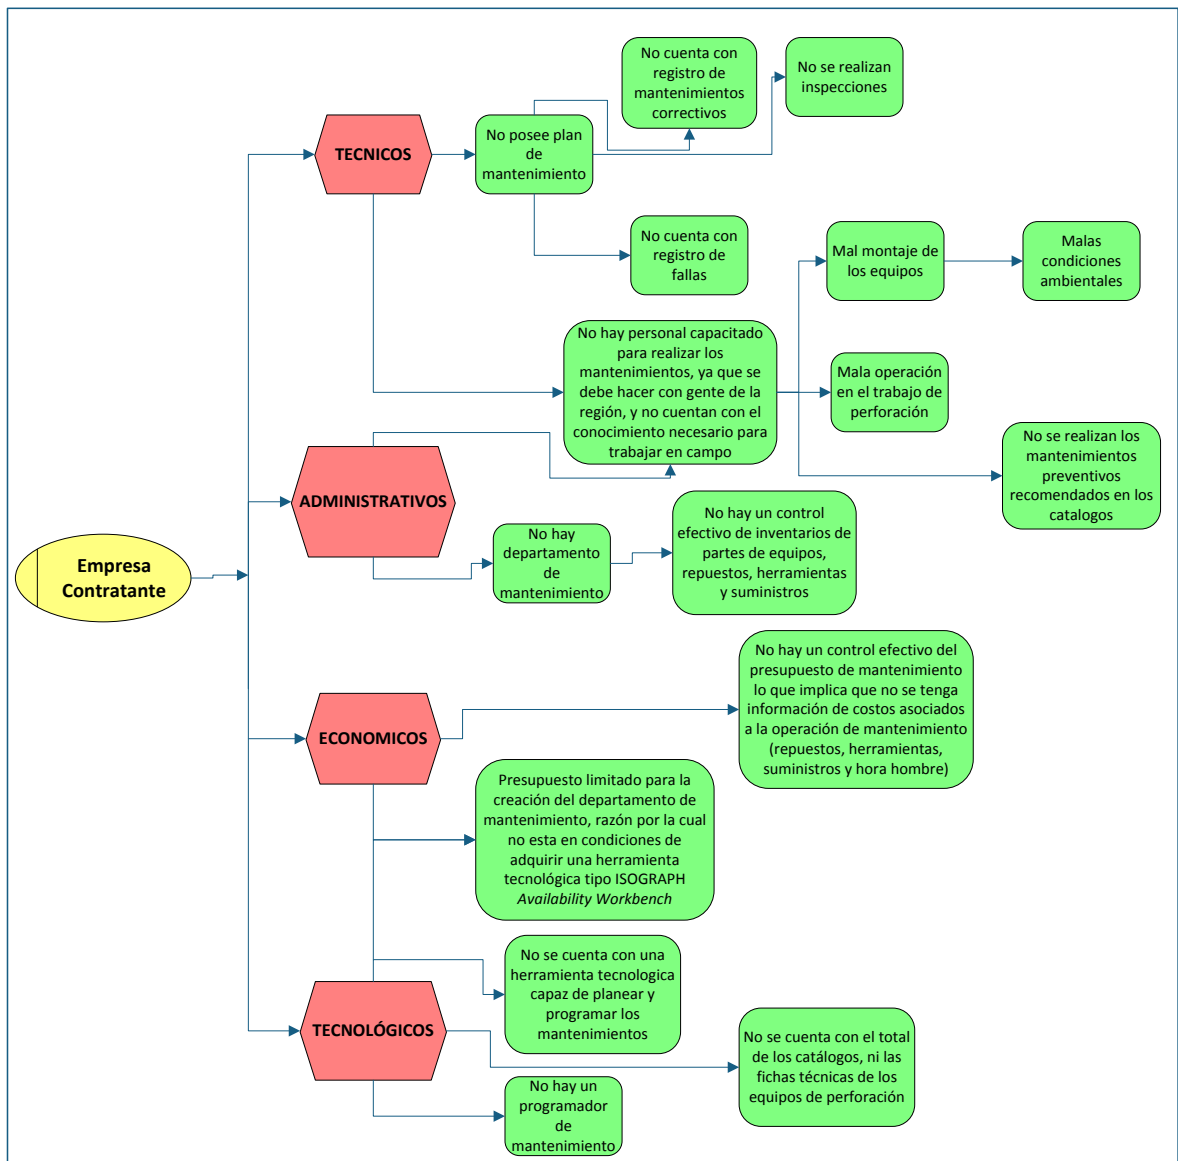 No cuenta con
registro de
mantenimientos
correctivos
No se realizan
inspecciones
TECNICOS
No posee plan
de
mantenimiento
No cuenta con
registro de
fallas
Mal montaje de
los equipos
Malas
condiciones
ambientales
No hay personal capacitado
para realizar los
mantenimientos, ya que se
debe hacer con gente de la
región, y no cuentan con el
conocimiento necesario para
trabajar en campo
Mala operación
en el trabajo de
perforación
No se realizan los
mantenimientos
preventivos
recomendados en los
catalogos
ADMINISTRATIVOS
No hay
departamento
de
mantenimiento
No hay un control
efectivo de inventarios de
partes de equipos,
repuestos, herramientas
y suministros
Empresa
Contratante
No hay un control efectivo del
presupuesto de mantenimiento
lo que implica que no se tenga
información de costos asociados
a la operación de mantenimiento
(repuestos, herramientas,
suministros y hora hombre)
ECONOMICOS
Presupuesto limitado para la
creación del departamento de
mantenimiento, razón por la cual
no esta en condiciones de
adquirir una herramienta
tecnológica tipo ISOGRAPH
Availability Workbench
No se cuenta con una
herramienta tecnologica
capaz de planear y
programar los
mantenimientos
TECNOLÓGICOS
No se cuenta con el total
de los catálogos, ni las
fichas técnicas de los
equipos de perforación
No hay un
programador
de
mantenimiento